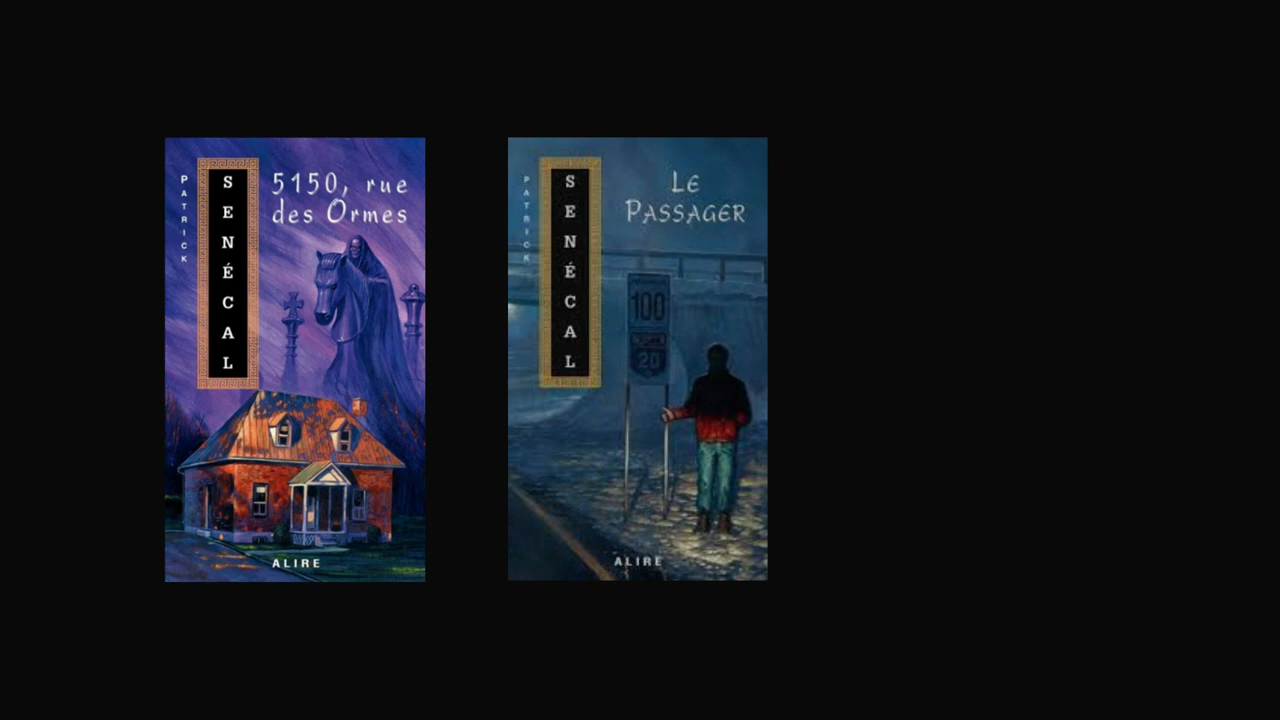 PATRICK
SENÉCAL
5150, rue
des Ormes
ALIRE
PATRICK
SENÉCAL
LE
PASSAGER
100
20
ALIRE